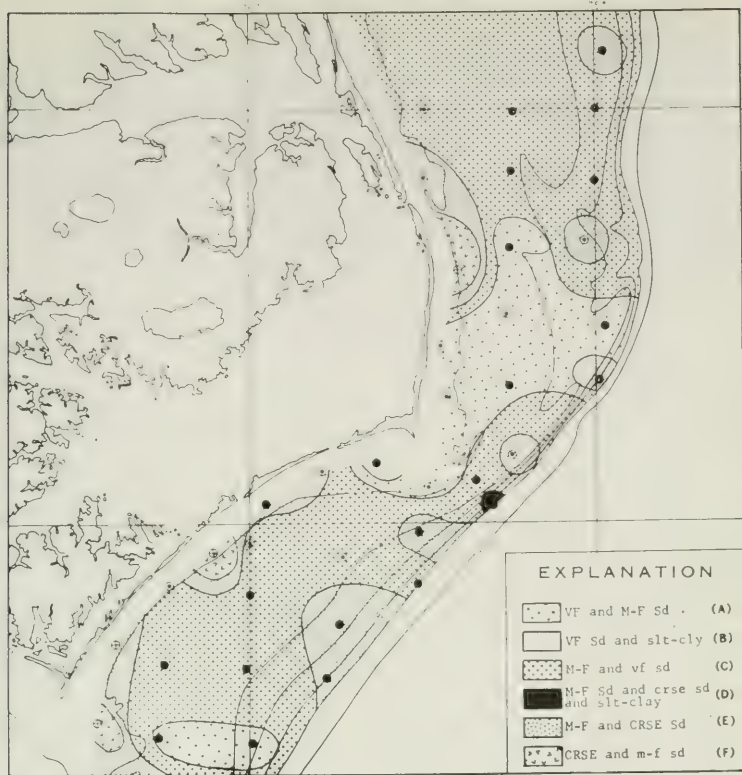 EXPLANATION
VF and M-F Sd (A)
VF Sd and slt-cly (B)
M-F and vf sd (C)
M-F Sd and crse sd and slt-clay (D)
M-F and CRSE Sd (E)
CRSE and m-f sd (F)